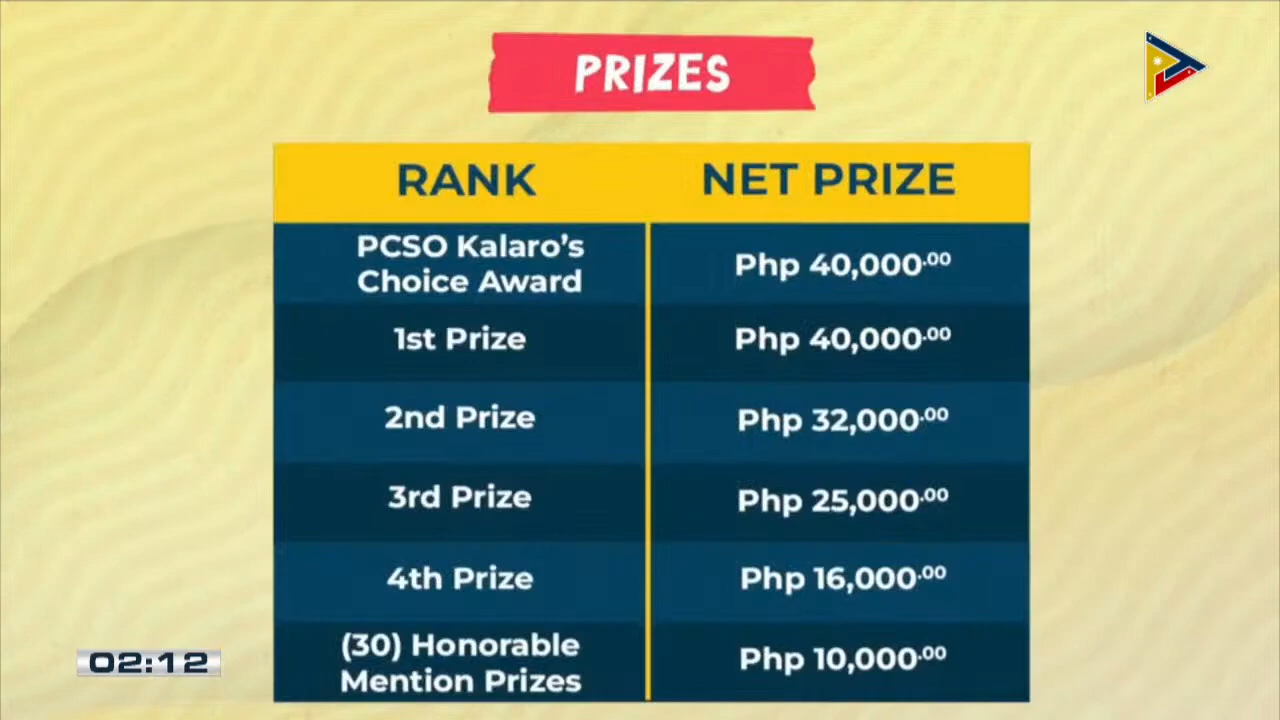 PRIZES
RANK NET PRIZE
PCSO Kalaro's
Choice Award
Php 40,000.00
1st Prize Php 40,000.00
2nd Prize Php 32,000.00
3rd Prize Php 25,000.00
4th Prize Php 16,000.00
(30) Honorable
Mention Prizes
Php 10,000.00
02:12